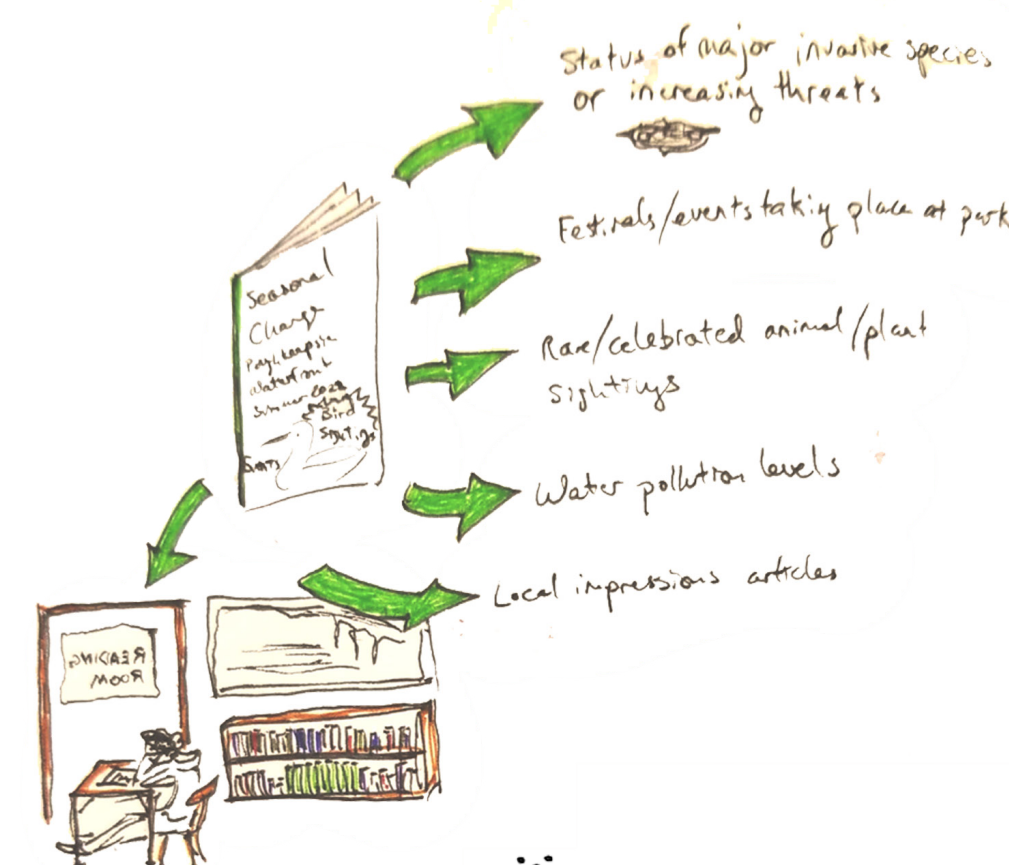 Status of major invasive species
or increasing threats
Festivals/events taking place at park
Rare/celebrated animal/plant
sightings
Water pollution levels
Local impressions articles
Seasonal
Change
Poughkeepsie
Waterfront
Summer
Bird
Sightings
READING
ROOM